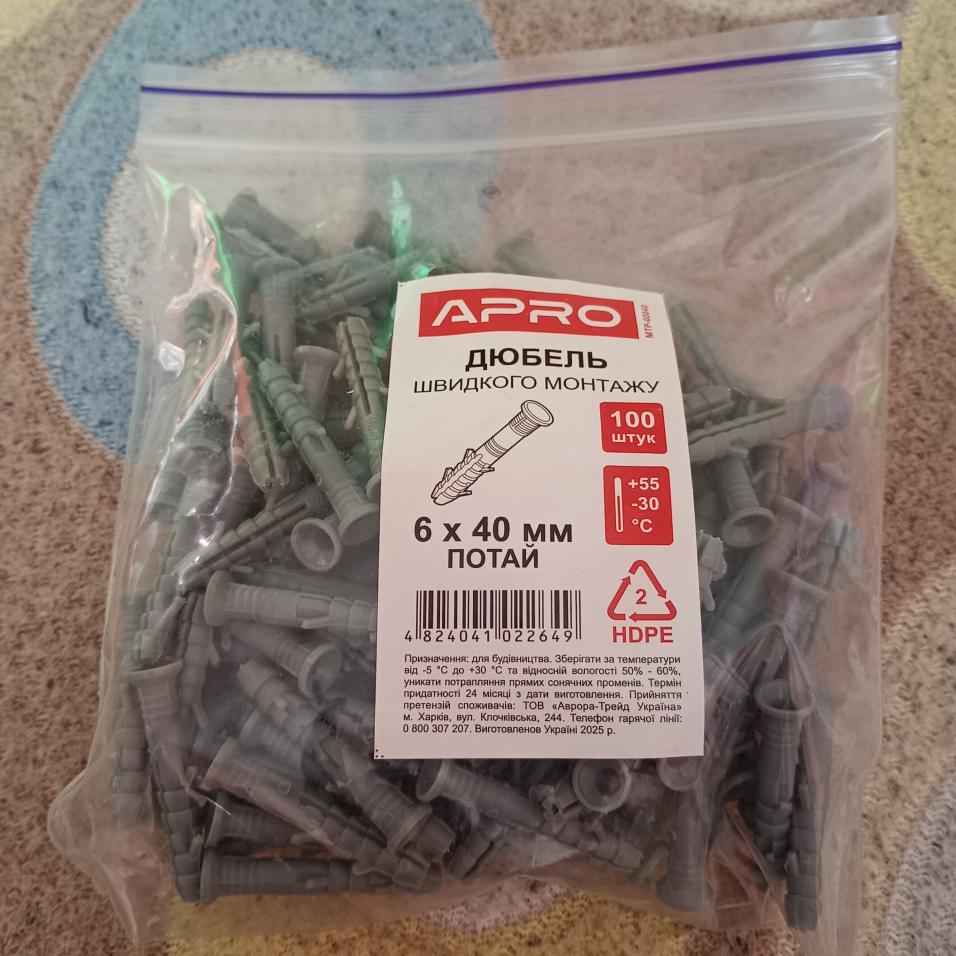 APRO
MTP-60640
ДЮБЕЛЬ
ШВИДКОГО МОНТАЖУ
100
штук
+55
-30
°C
6 x 40 мм
ПОТАЙ
2
HDPE
4 824041 022649
Призначення: для будівництва. Зберігати за температури
від -5 °С до +30 °С та відносній вологості 50% - 60%,
уникати потрапляння прямих сонячних променів. Термін
придатності 24 місяці з дати виготовлення. Прийняття
претензій споживачів: ТОВ «Аврора-Трейд Україна»
м. Харків, вул. Клочківська, 244. Телефон гарячої лінії:
0 800 307 207. Виготовленов Україні 2025 р.